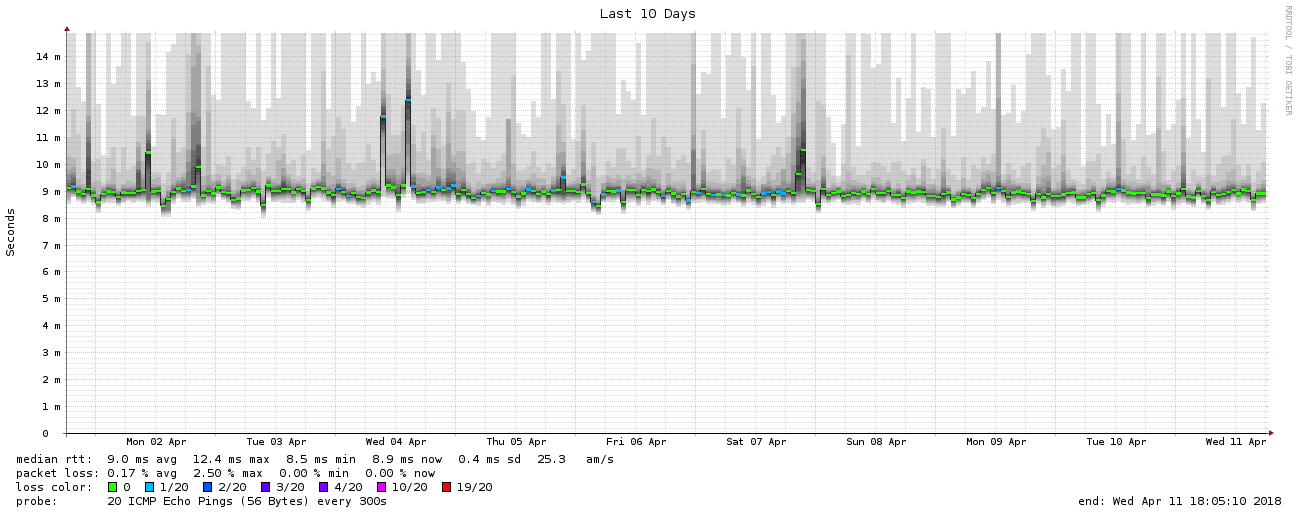 Last 10 Days
RRDTOOL / TOBI OETIKER
Seconds
14 m
13 m
12 m
11 m
10 m
9 m
8 m
7 m
6 m
5 m
4 m
3 m
2 m
1 m
0
Mon 02 Apr Tue 03 Apr Wed 04 Apr Thu 05 Apr Fri 06 Apr Sat 07 Apr Sun 08 Apr Mon 09 Apr Tue 10 Apr Wed 11 Apr
median rtt: 9.0 ms avg 12.4 ms max 8.5 ms min 8.9 ms now 0.4 ms sd 25.3 am/s
packet loss: 0.17 % avg 2.50 % max 0.00 % min 0.00 % now
loss color: 0 1/20 2/20 3/20 4/20 10/20 19/20
probe: 20 ICMP Echo Pings (56 Bytes) every 300s end: Wed Apr 11 18:05:10 2018